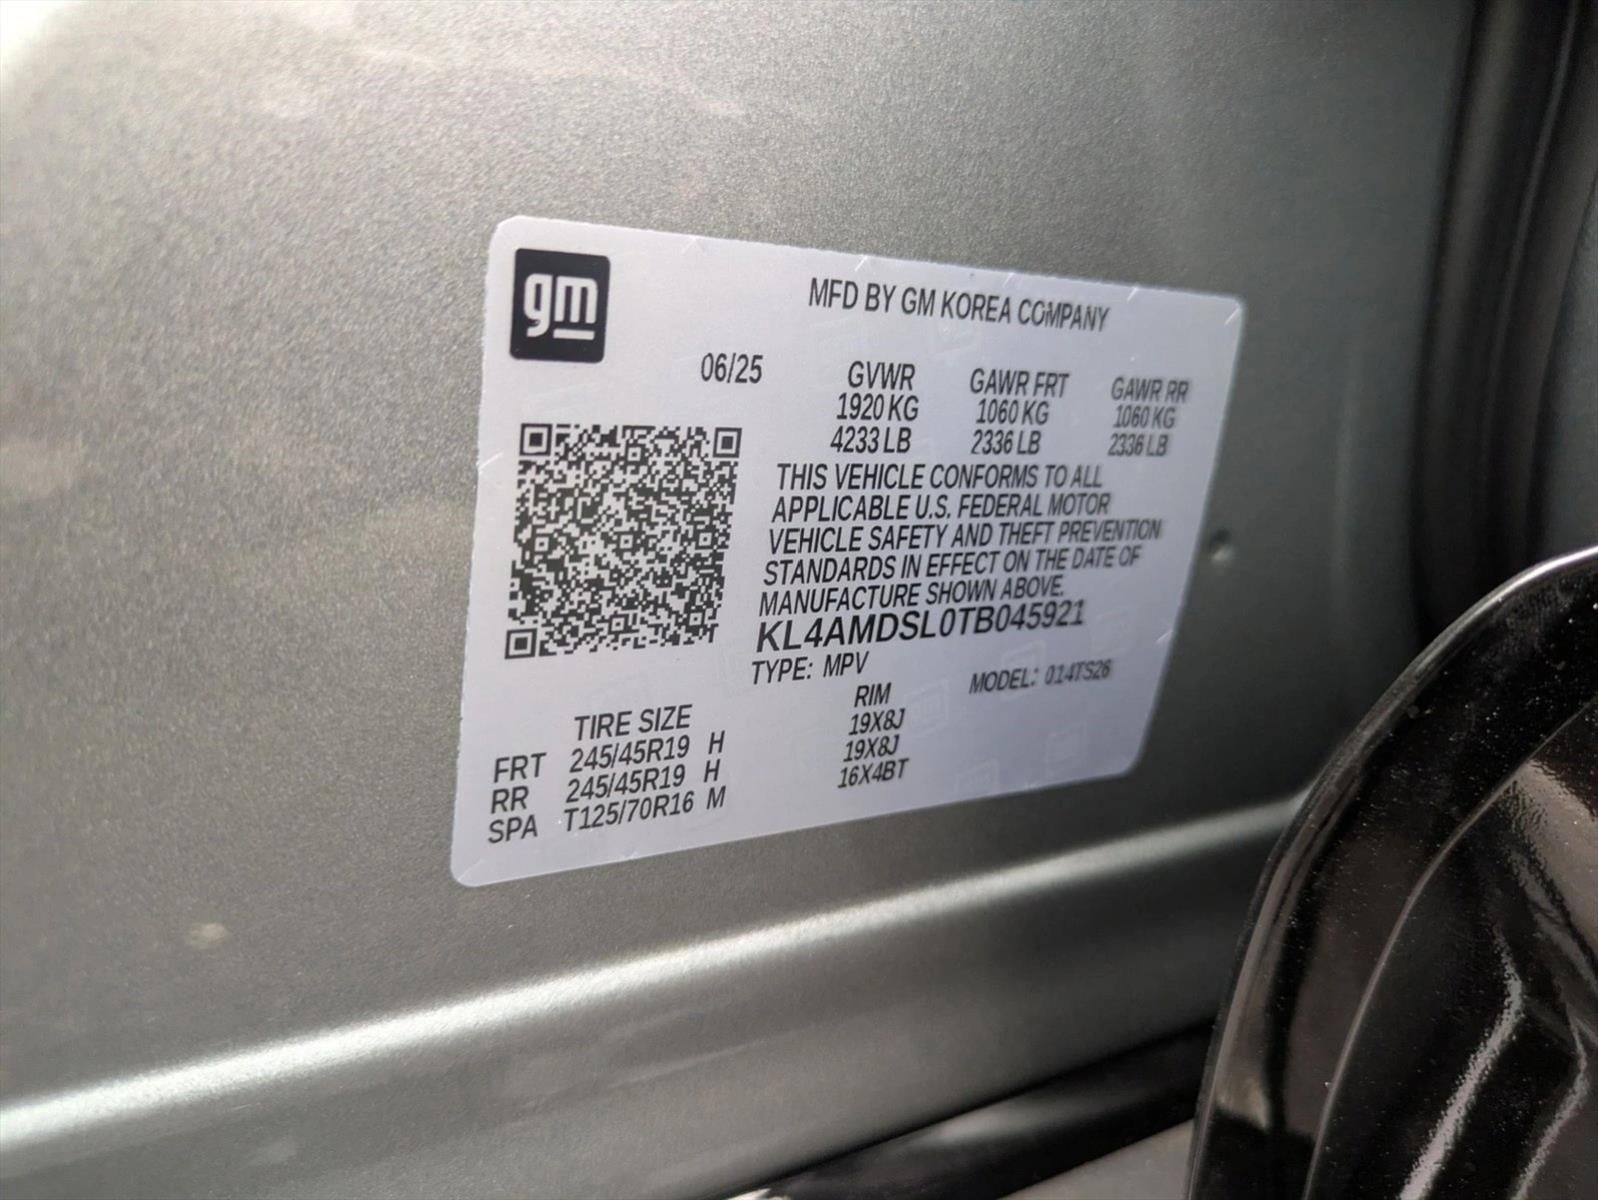 gm
MFD BY GM KOREA COMPANY
06/25 GVWR GAWR FRT GAWR RR
1920 KG 1060 KG 1060 KG
4233 LB 2336 LB 2336 LB
THIS VEHICLE CONFORMS TO ALL
APPLICABLE U.S. FEDERAL MOTOR
VEHICLE SAFETY AND THEFT PREVENTION
STANDARDS IN EFFECT ON THE DATE OF
MANUFACTURE SHOWN ABOVE.
KL4AMDSL0TB045921
TYPE: MPV MODEL: 014TS26
TIRE SIZE RIM
FRT 245/45R19 H 19X8J
RR 245/45R19 H 19X8J
SPA T125/70R16 M 16X4BT